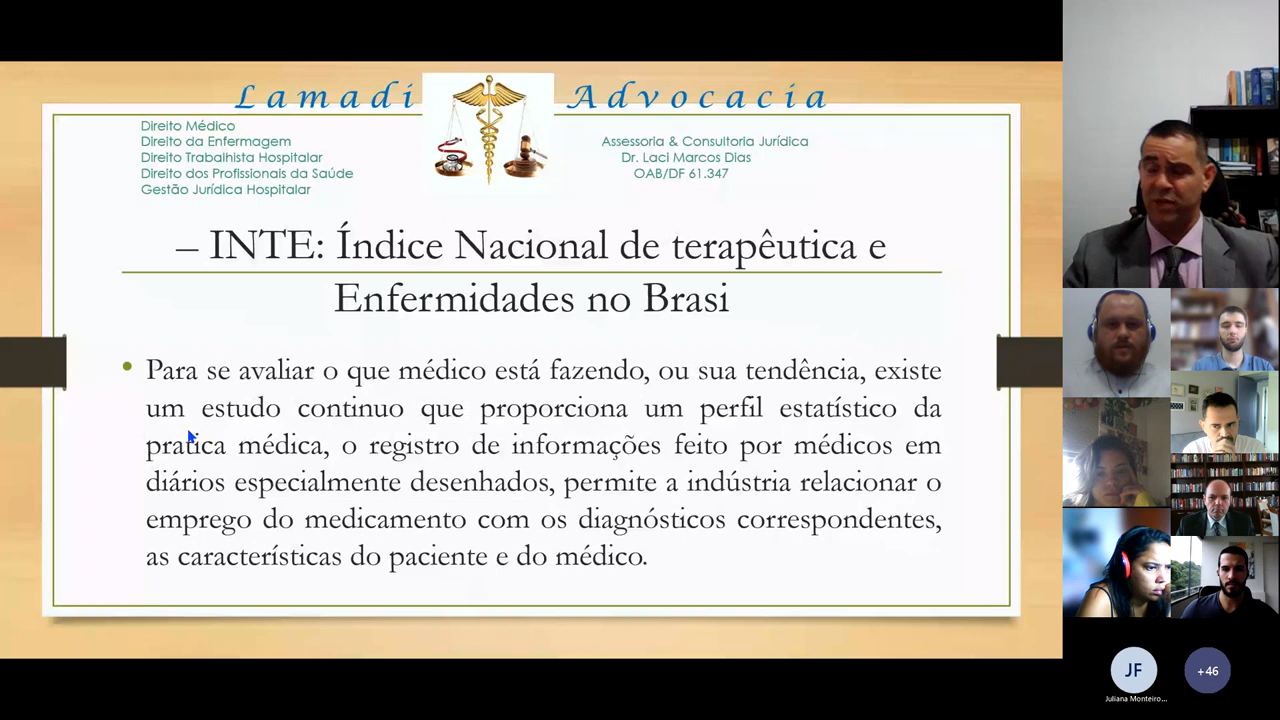 Lamadi Advocacia
Direito Médico
Direito da Enfermagem
Direito Trabalhista Hospitalar
Direito dos Profissionais da Saúde
Gestão Jurídica Hospitalar
Assessoria & Consultoria Jurídica
Dr. Laci Marcos Dias
OAB/DF 61.347
– INTE: Índice Nacional de terapêutica e
Enfermidades no Brasi
• Para se avaliar o que médico está fazendo, ou sua tendência, existe
um estudo continuo que proporciona um perfil estatístico da
pratica médica, o registro de informações feito por médicos em
diários especialmente desenhados, permite a indústria relacionar o
emprego do medicamento com os diagnósticos correspondentes,
as características do paciente e do médico.
JF
+46
Juliana Monteiro...